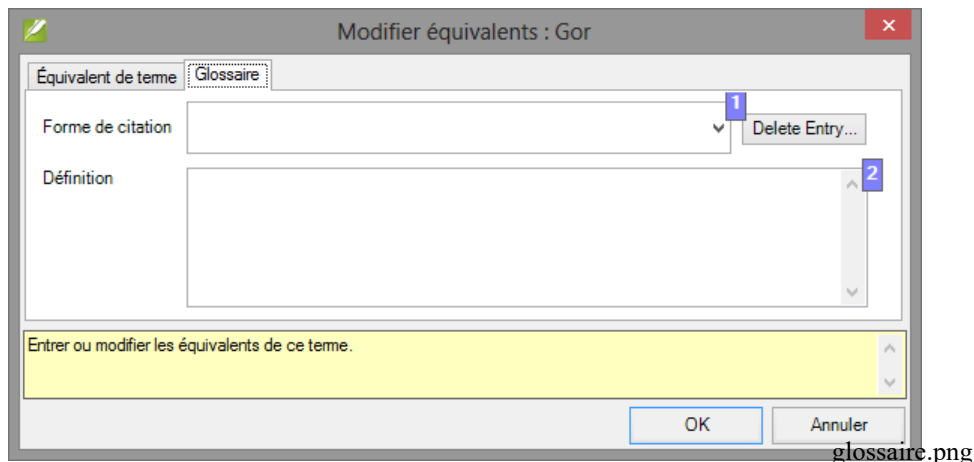 Modifier équivalents : Gor
Équivalent de terme Glossaire
Forme de citation 1 Delete Entry...
Définition 2
Entrer ou modifier les équivalents de ce terme.
OK Annuler
glossaire.png